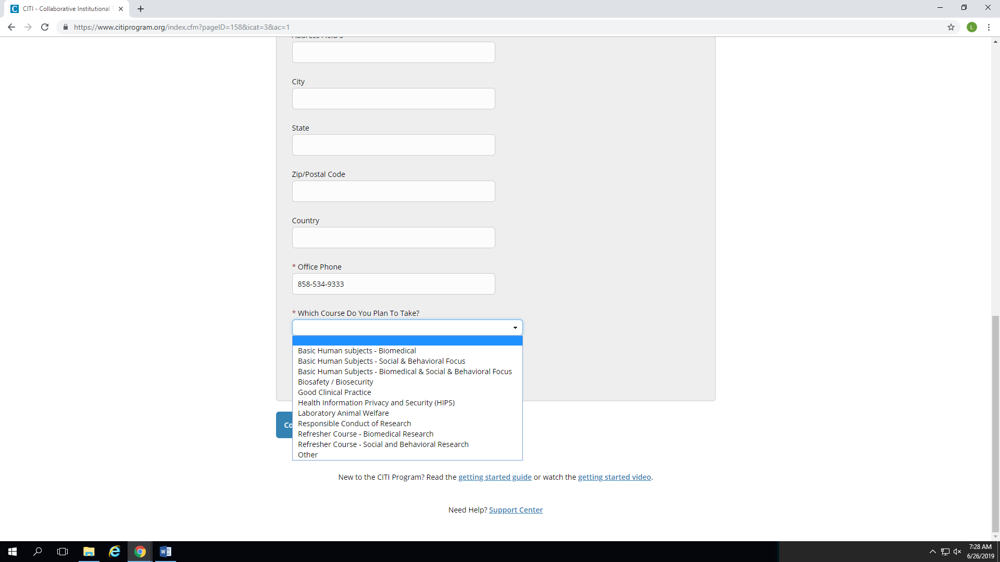 CITI - Collaborative Institutional
https://www.citiprogram.org/index.cfm?pageID=158&icat=3&ac=1
L
City
State
Zip/Postal Code
Country
* Office Phone
858-534-9333
* Which Course Do You Plan To Take?
Basic Human subjects - Biomedical
Basic Human Subjects - Social & Behavioral Focus
Basic Human Subjects - Biomedical & Social & Behavioral Focus
Biosafety / Biosecurity
Good Clinical Practice
Health Information Privacy and Security (HIPS)
Laboratory Animal Welfare
Co
Responsible Conduct of Research
Refresher Course - Biomedical Research
Refresher Course - Social and Behavioral Research
Other
New to the CITI Program? Read the getting started guide or watch the getting started video.
Need Help? Support Center
7:28 AM
6/26/2019